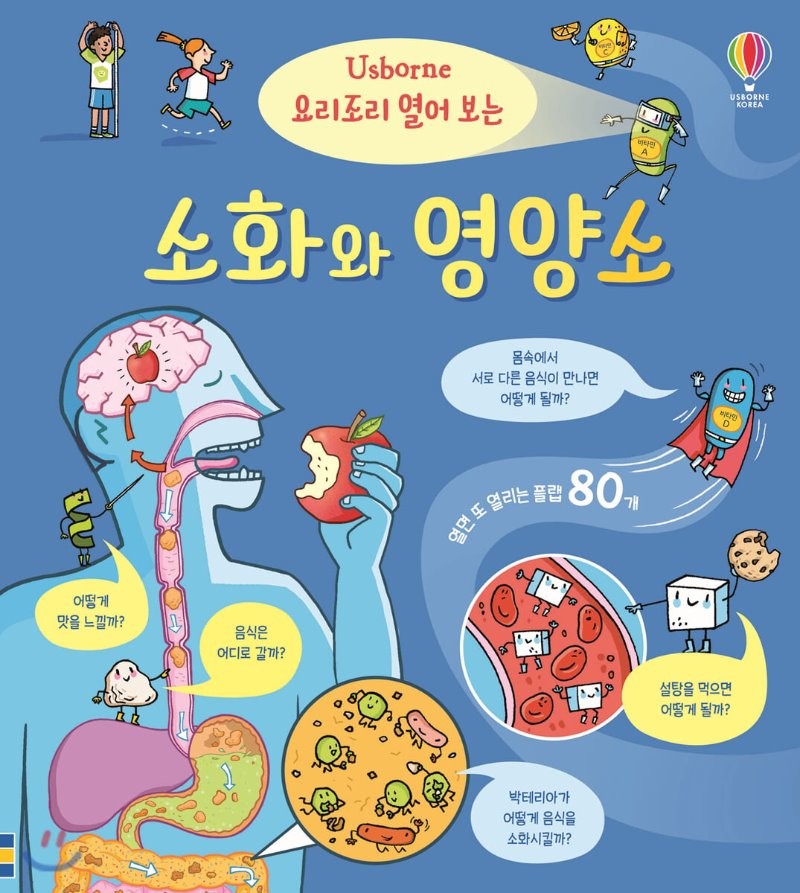 Usborne
요리조리 열어 보는
비타민
C
비타민
A
USBORNE
KOREA
소화와 영양소
몸속에서
서로 다른 음식이 만나면
어떻게 될까?
비타민
D
열면 또 열리는 플랩 80개
어떻게
맛을 느낄까?
음식은
어디로 갈까?
설탕을 먹으면
어떻게 될까?
박테리아가
어떻게 음식을
소화시킬까?